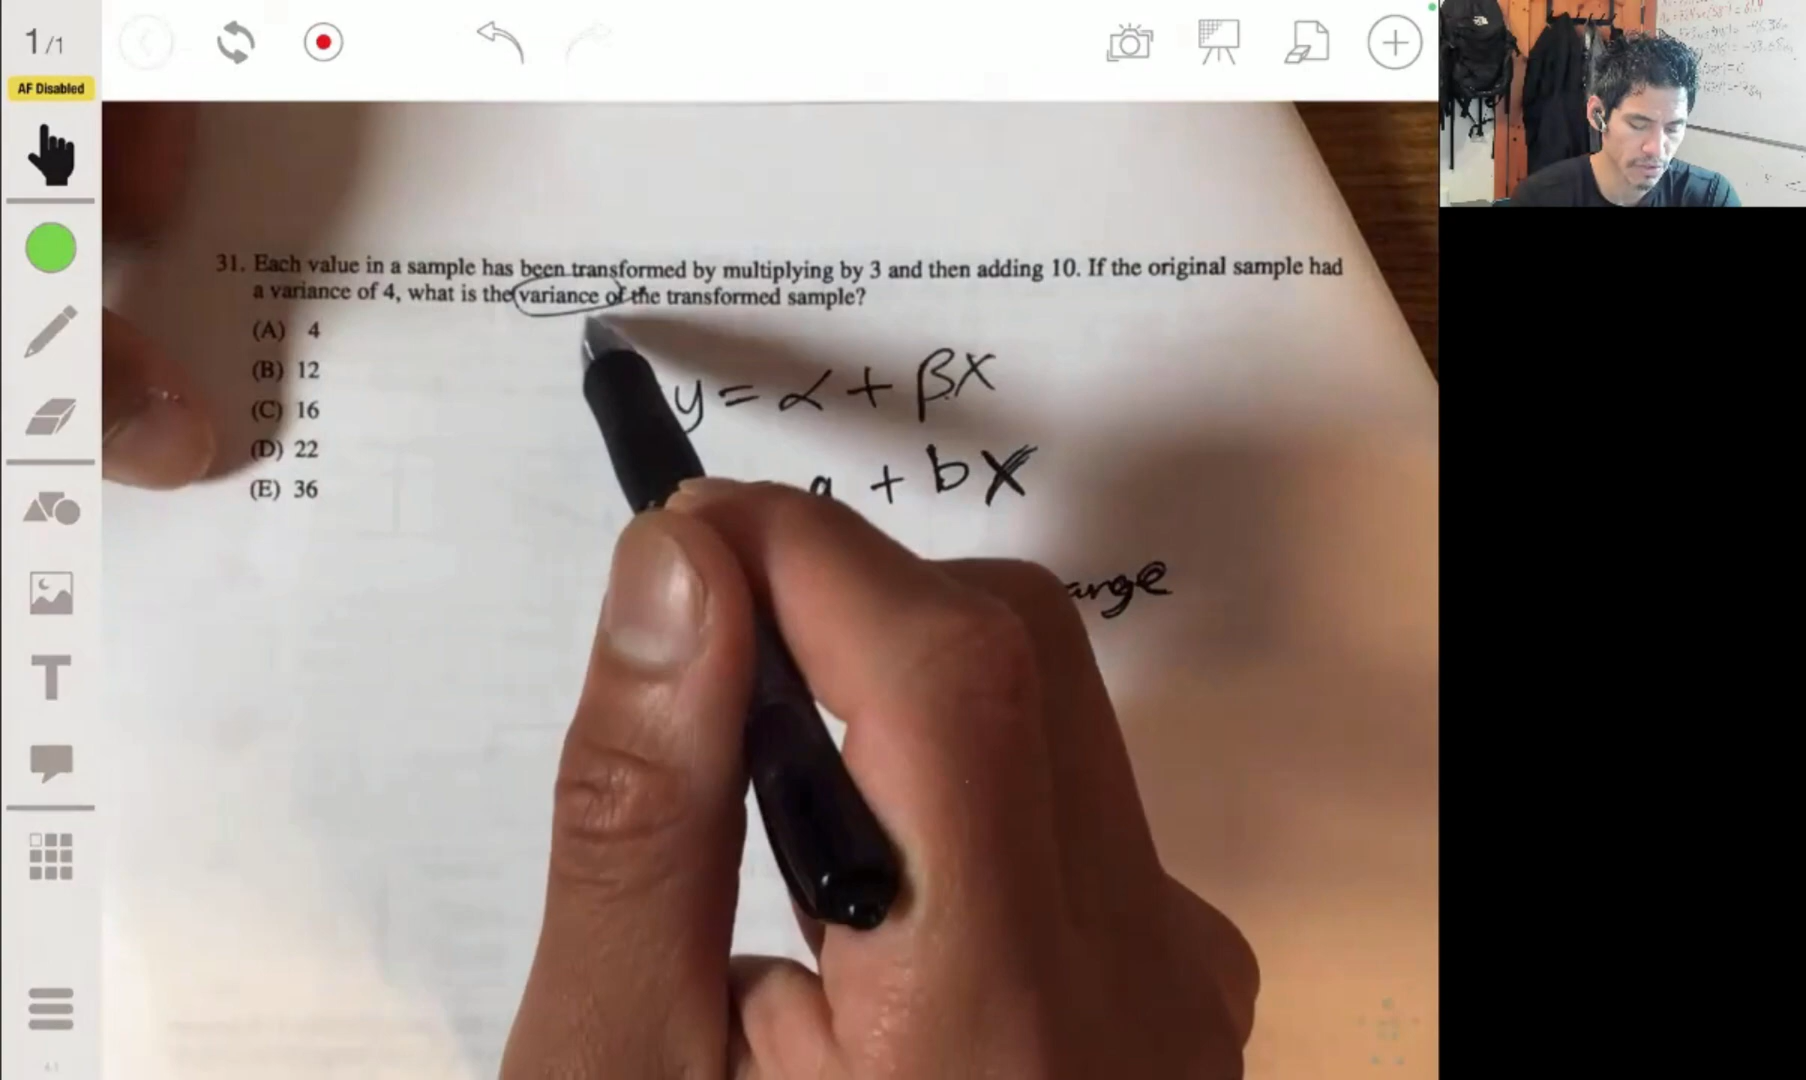 1/1
AF Disabled
31. Each value in a sample has been transformed by multiplying by 3 and then adding 10. If the original sample had
a variance of 4, what is the variance of the transformed sample?
(A) 4
(B) 12
(C) 16
(D) 22
(E) 36
y = α + βx
a + bx
T